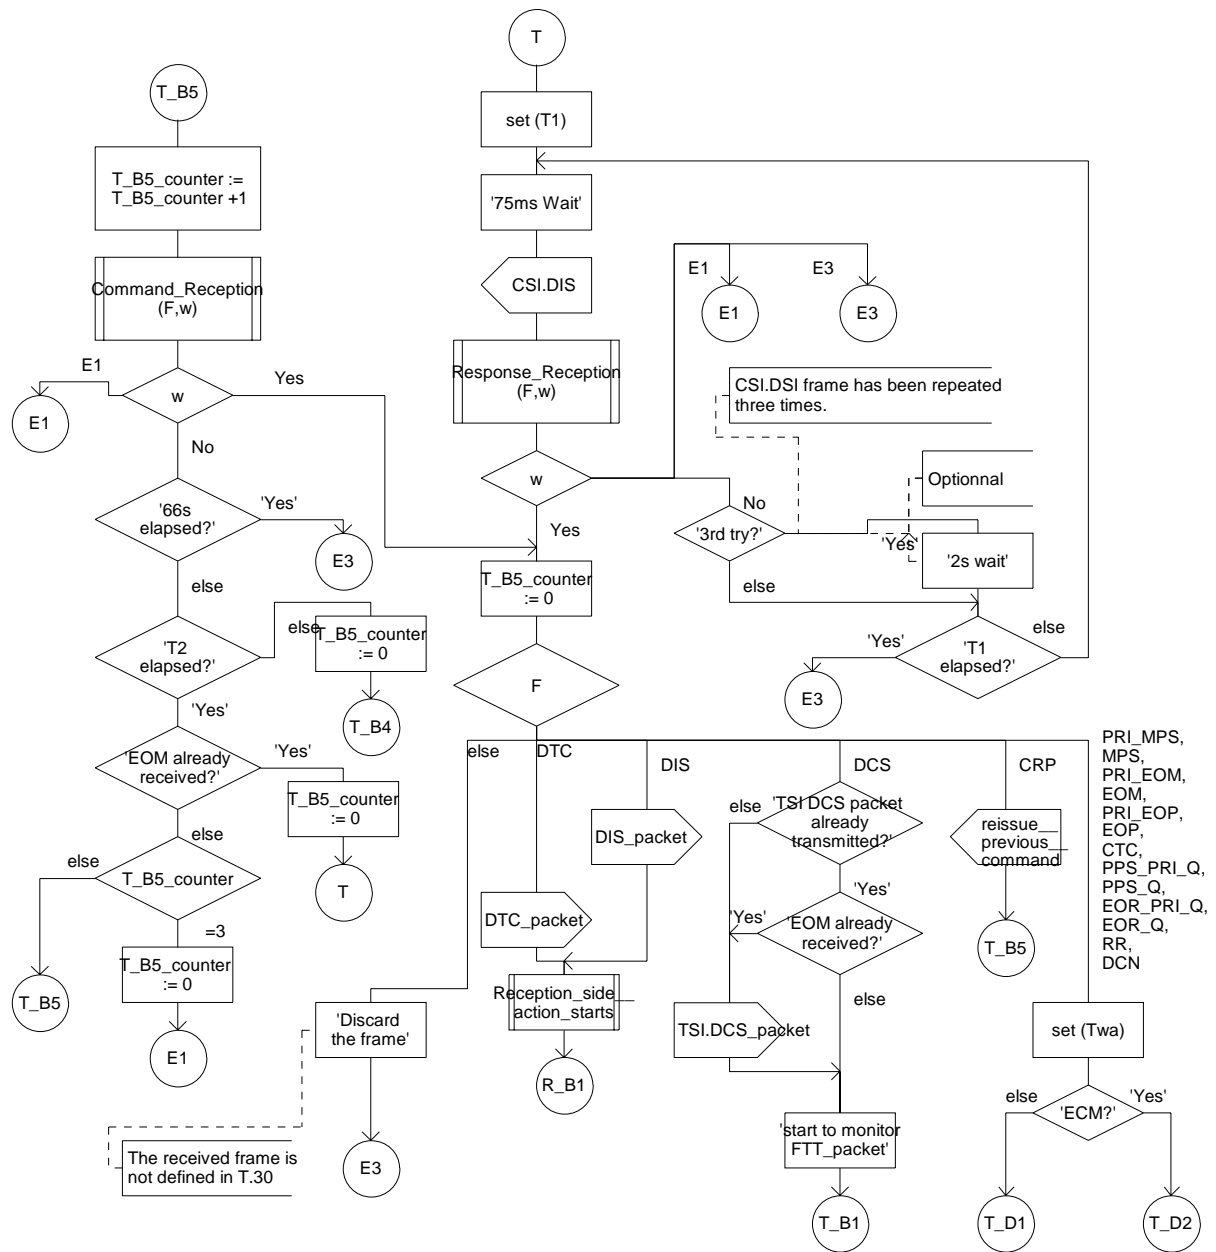 T
T_B5
set (T1)
T_B5_counter :=
T_B5_counter +1
'75ms Wait'
Command_Reception
(F,w)
CSI.DIS
E1
E3
E1
E3
Response_Reception
(F,w)
E1
w
Yes
E1
CSI.DSI frame has been repeated
three times.
No
w
Optionnal
No
'66s
elapsed?'
'Yes'
E3
Yes
'3rd try?'
'Yes'
'2s wait'
else
T_B5_counter
:= 0
else
'T2
elapsed?'
else
T_B5_counter
:= 0
'Yes'
T_B4
F
'Yes'
'T1
elapsed?'
else
E3
'EOM already
received?'
'Yes'
T_B5_counter
:= 0
T
else
else
T_B5_counter
T_B5
=3
T_B5_counter
:= 0
E1
else
DTC
DIS
DCS
CRP
PRI_MPS,
MPS,
PRI_EOM,
EOM,
PRI_EOP,
EOP,
CTC,
PPS_PRI_Q,
PPS_Q,
EOR_PRI_Q,
EOR_Q,
RR,
DCN
DIS_packet
else
'TSI DCS packet
already
transmitted?'
reissue__
previous__
command
'Yes'
DTC_packet
'Yes'
'EOM already
received?'
T_B5
else
Reception_side__
action_starts
'Discard
the frame'
TSI.DCS_packet
set (Twa)
R_B1
else
'ECM?'
'Yes'
'start to monitor
FTT_packet'
The received frame is
not defined in T.30
E3
T_B1
T_D1
T_D2